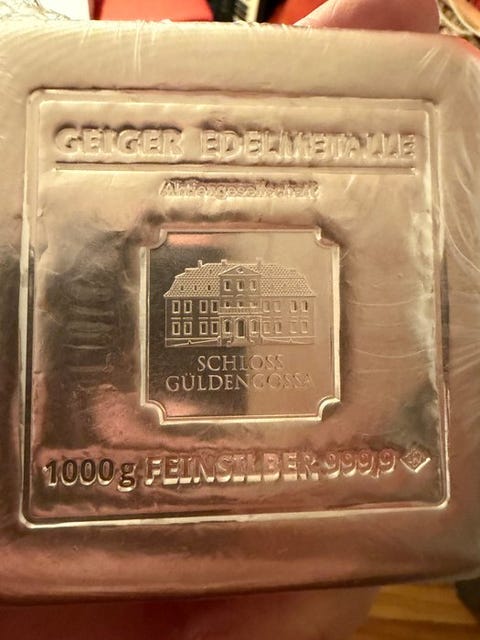 GEIGER EDELMETALLE
Aktiengesellschaft
SCHLOSS
GÜLDENGOSSA
1000 g FEINSILBER 999,9